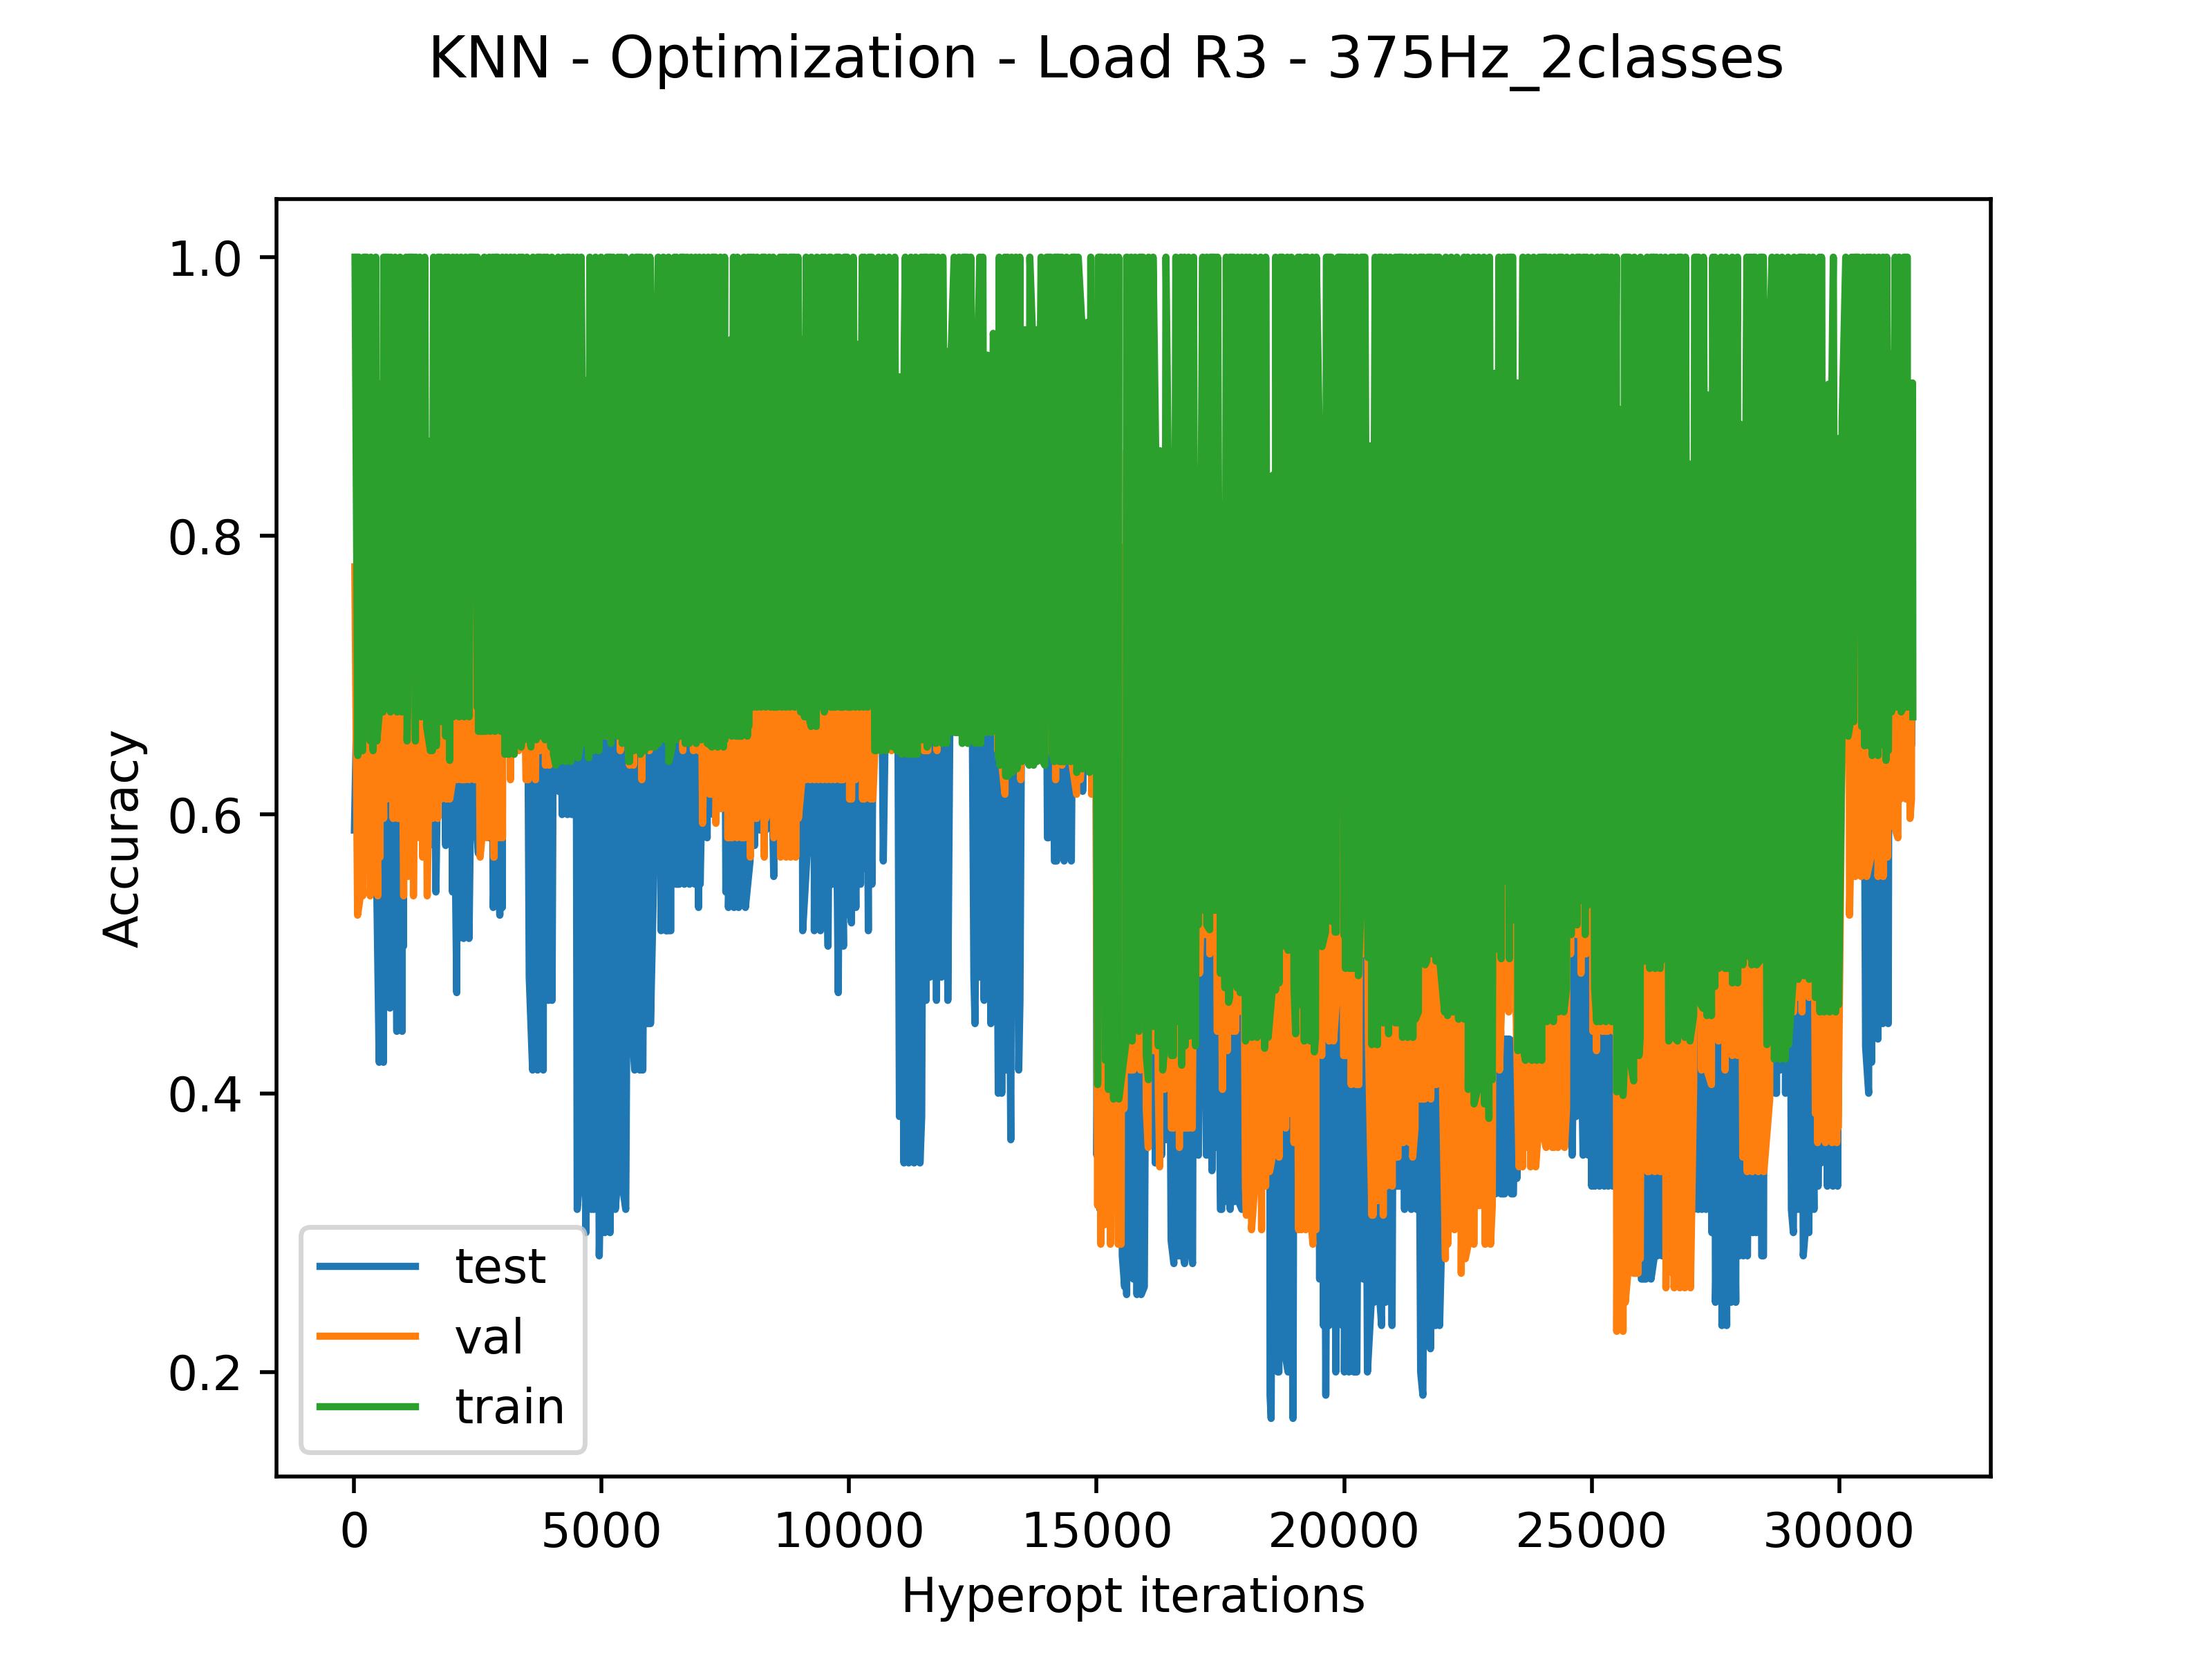 KNN - Optimization - Load R3 - 375Hz_2classes
1.0
0.8
0.6
0.4
0.2
Accuracy
test
val
train
0 5000 10000 15000 20000 25000 30000
Hyperopt iterations